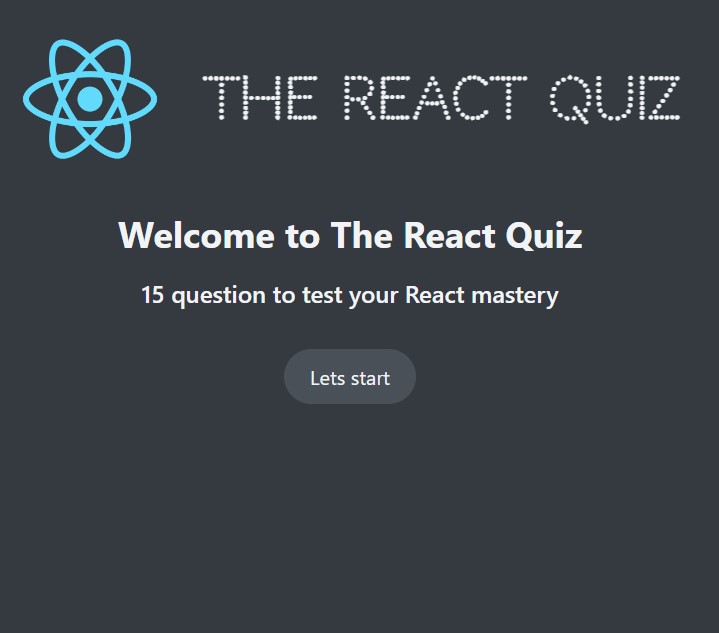 THE REACT QUIZ
Welcome to The React Quiz
15 question to test your React mastery
Lets start